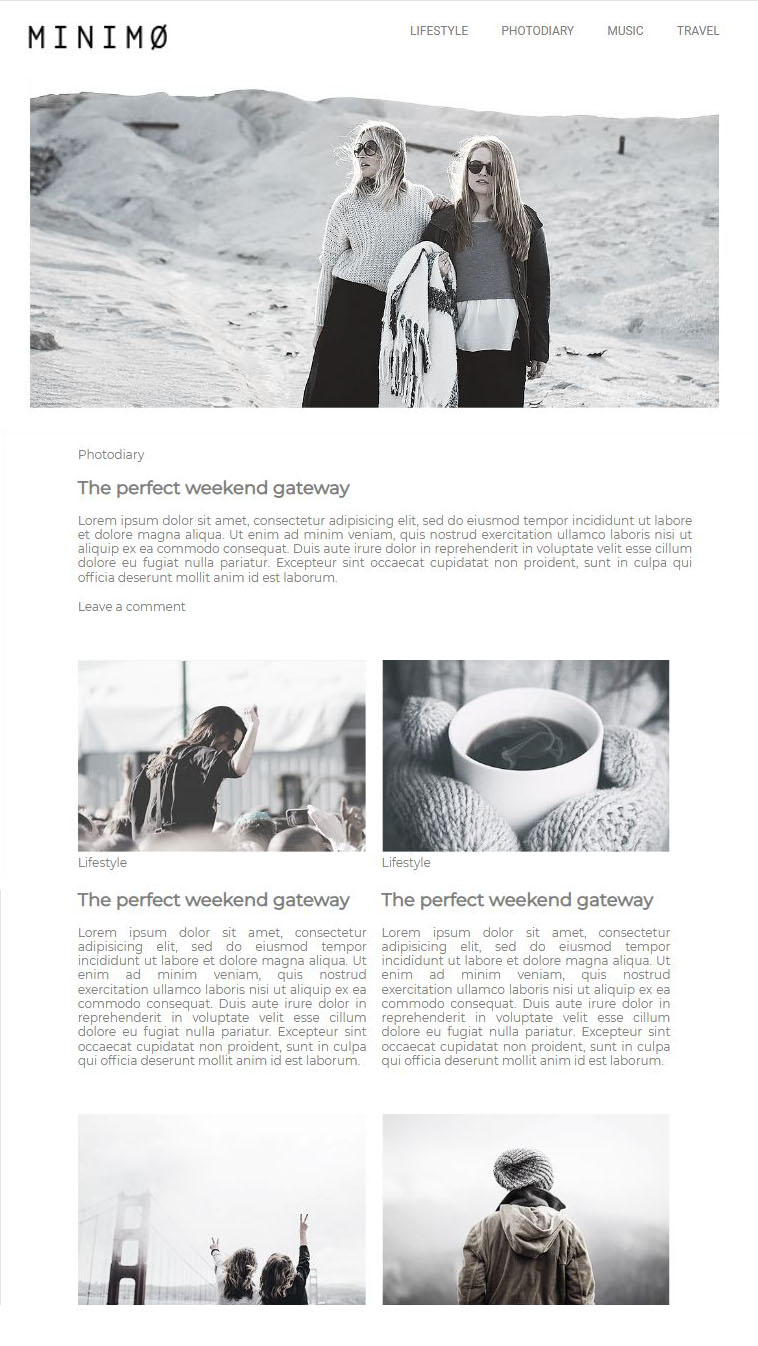 MINIMØ
LIFESTYLE PHOTODIARY MUSIC TRAVEL
Photodiary
The perfect weekend gateway
Lorem ipsum dolor sit amet, consectetur adipisicing elit, sed do eiusmod tempor incididunt ut labore
et dolore magna aliqua. Ut enim ad minim veniam, quis nostrud exercitation ullamco laboris nisi ut
aliquip ex ea commodo consequat. Duis aute irure dolor in reprehenderit in voluptate velit esse cillum
dolore eu fugiat nulla pariatur. Excepteur sint occaecat cupidatat non proident, sunt in culpa qui
officia deserunt mollit anim id est laborum.
Leave a comment
Lifestyle
The perfect weekend gateway
Lorem ipsum dolor sit amet, consectetur
adipisicing elit, sed do eiusmod tempor
incididunt ut labore et dolore magna aliqua. Ut
enim ad minim veniam, quis nostrud
exercitation ullamco laboris nisi ut aliquip ex ea
commodo consequat. Duis aute irure dolor in
reprehenderit in voluptate velit esse cillum
dolore eu fugiat nulla pariatur. Excepteur sint
occaecat cupidatat non proident, sunt in culpa
qui officia deserunt mollit anim id est laborum.
Lifestyle
The perfect weekend gateway
Lorem ipsum dolor sit amet, consectetur
adipisicing elit, sed do eiusmod tempor
incididunt ut labore et dolore magna aliqua. Ut
enim ad minim veniam, quis nostrud
exercitation ullamco laboris nisi ut aliquip ex ea
commodo consequat. Duis aute irure dolor in
reprehenderit in voluptate velit esse cillum
dolore eu fugiat nulla pariatur. Excepteur sint
occaecat cupidatat non proident, sunt in culpa
qui officia deserunt mollit anim id est laborum.